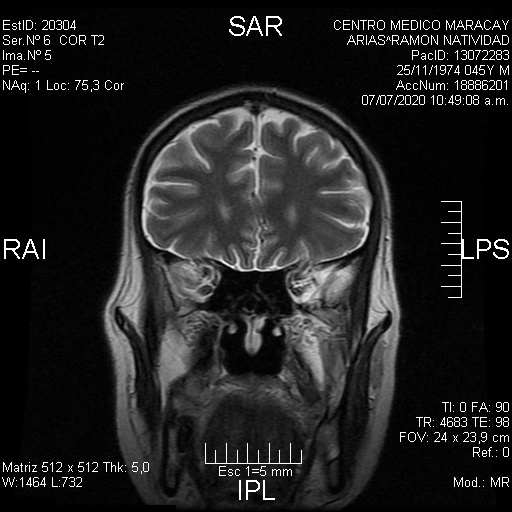 EstID: 20304
Ser.Nº 6 COR T2
Ima.Nº 5
PE= --
NAq: 1 Loc: 75,3 Cor
SAR
CENTRO MEDICO MARACAY
ARIAS^RAMON NATIVIDAD
PacID: 13072283
25/11/1974 045Y M
AccNum: 18886201
07/07/2020 10:49:08 a.m.
RAI
LPS
TI: 0 FA: 90
TR: 4683 TE: 98
FOV: 24 x 23,9 cm
Ref.: 0
Matriz 512 x 512 Thk: 5,0
W:1464 L:732
Esc 1=5 mm
IPL
Mod.: MR